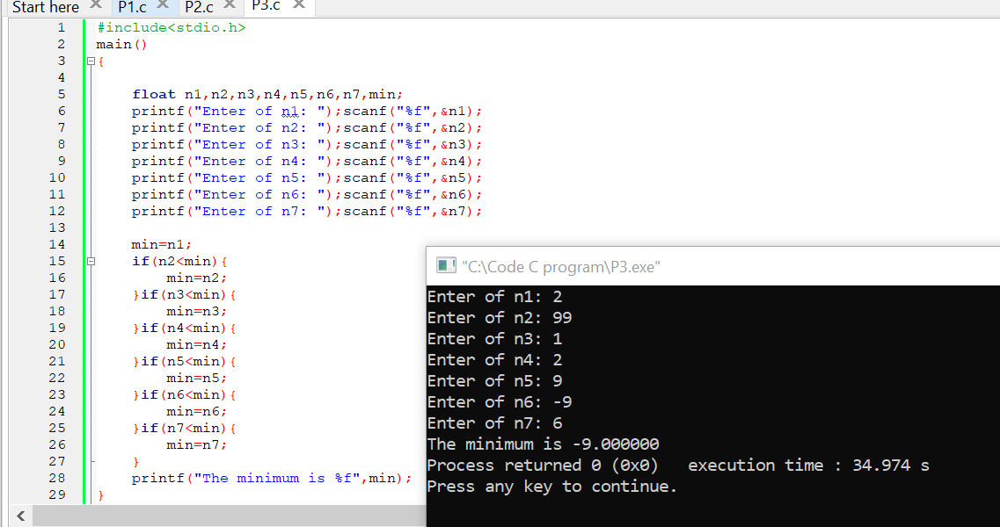 Start here × P1.c × P2.c × P3.c ×
1 #include<stdio.h>
2 main()
3 {
4
5 float n1,n2,n3,n4,n5,n6,n7,min;
6 printf("Enter of n1: ");scanf("%f",&n1);
7 printf("Enter of n2: ");scanf("%f",&n2);
8 printf("Enter of n3: ");scanf("%f",&n3);
9 printf("Enter of n4: ");scanf("%f",&n4);
10 printf("Enter of n5: ");scanf("%f",&n5);
11 printf("Enter of n6: ");scanf("%f",&n6);
12 printf("Enter of n7: ");scanf("%f",&n7);
13
14 min=n1;
15 if(n2<min){
16 min=n2;
17 }if(n3<min){
18 min=n3;
19 }if(n4<min){
20 min=n4;
21 }if(n5<min){
22 min=n5;
23 }if(n6<min){
24 min=n6;
25 }if(n7<min){
26 min=n7;
27 }
28 printf("The minimum is %f",min);
29 }
"C:\Code C program\P3.exe"
Enter of n1: 2
Enter of n2: 99
Enter of n3: 1
Enter of n4: 2
Enter of n5: 9
Enter of n6: -9
Enter of n7: 6
The minimum is -9.000000
Process returned 0 (0x0) execution time : 34.974 s
Press any key to continue.